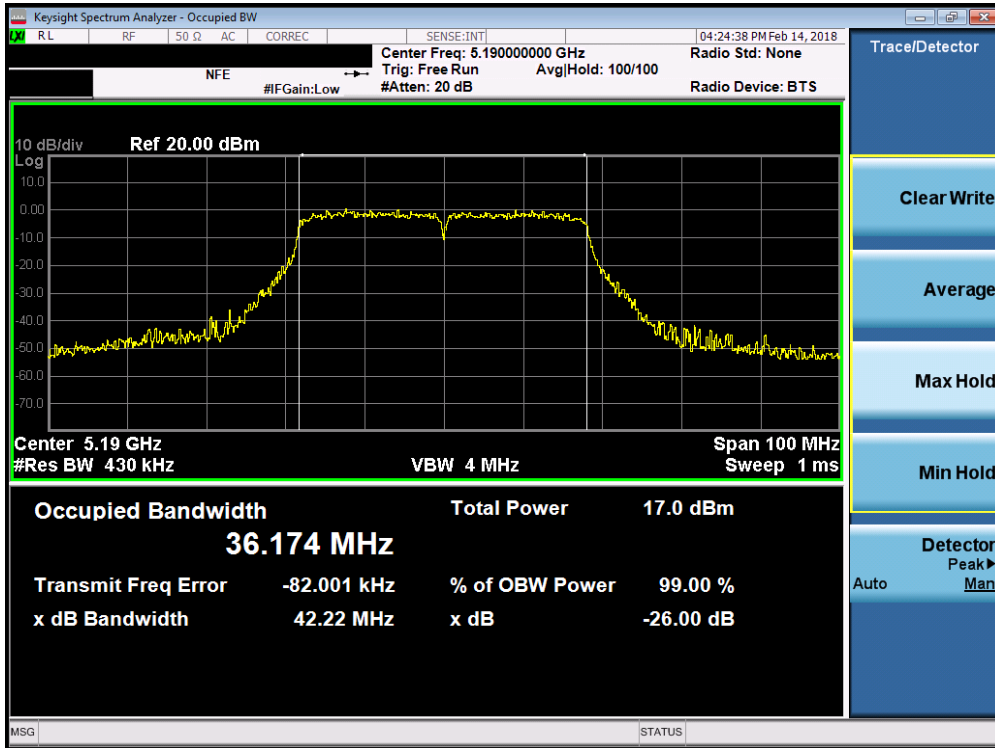 Keysight Spectrum Analyzer - Occupied BW
LXI RL RF 50 Ω AC CORREC SENSE:INT 04:24:38 PM Feb 14, 2018
Center Freq: 5.190000000 GHz Radio Std: None
NFE Trig: Free Run Avg|Hold: 100/100
#IFGain:Low #Atten: 20 dB Radio Device: BTS
10 dB/div Ref 20.00 dBm
Log
10.0
0.00
-10.0
-20.0
-30.0
-40.0
-50.0
-60.0
-70.0
Center 5.19 GHz Span 100 MHz
#Res BW 430 kHz VBW 4 MHz Sweep 1 ms
Occupied Bandwidth Total Power 17.0 dBm
36.174 MHz
Transmit Freq Error -82.001 kHz % of OBW Power 99.00 %
x dB Bandwidth 42.22 MHz x dB -26.00 dB
MSG STATUS
Trace/Detector
Clear Write
Average
Max Hold
Min Hold
Detector
Peak▶
Auto Man